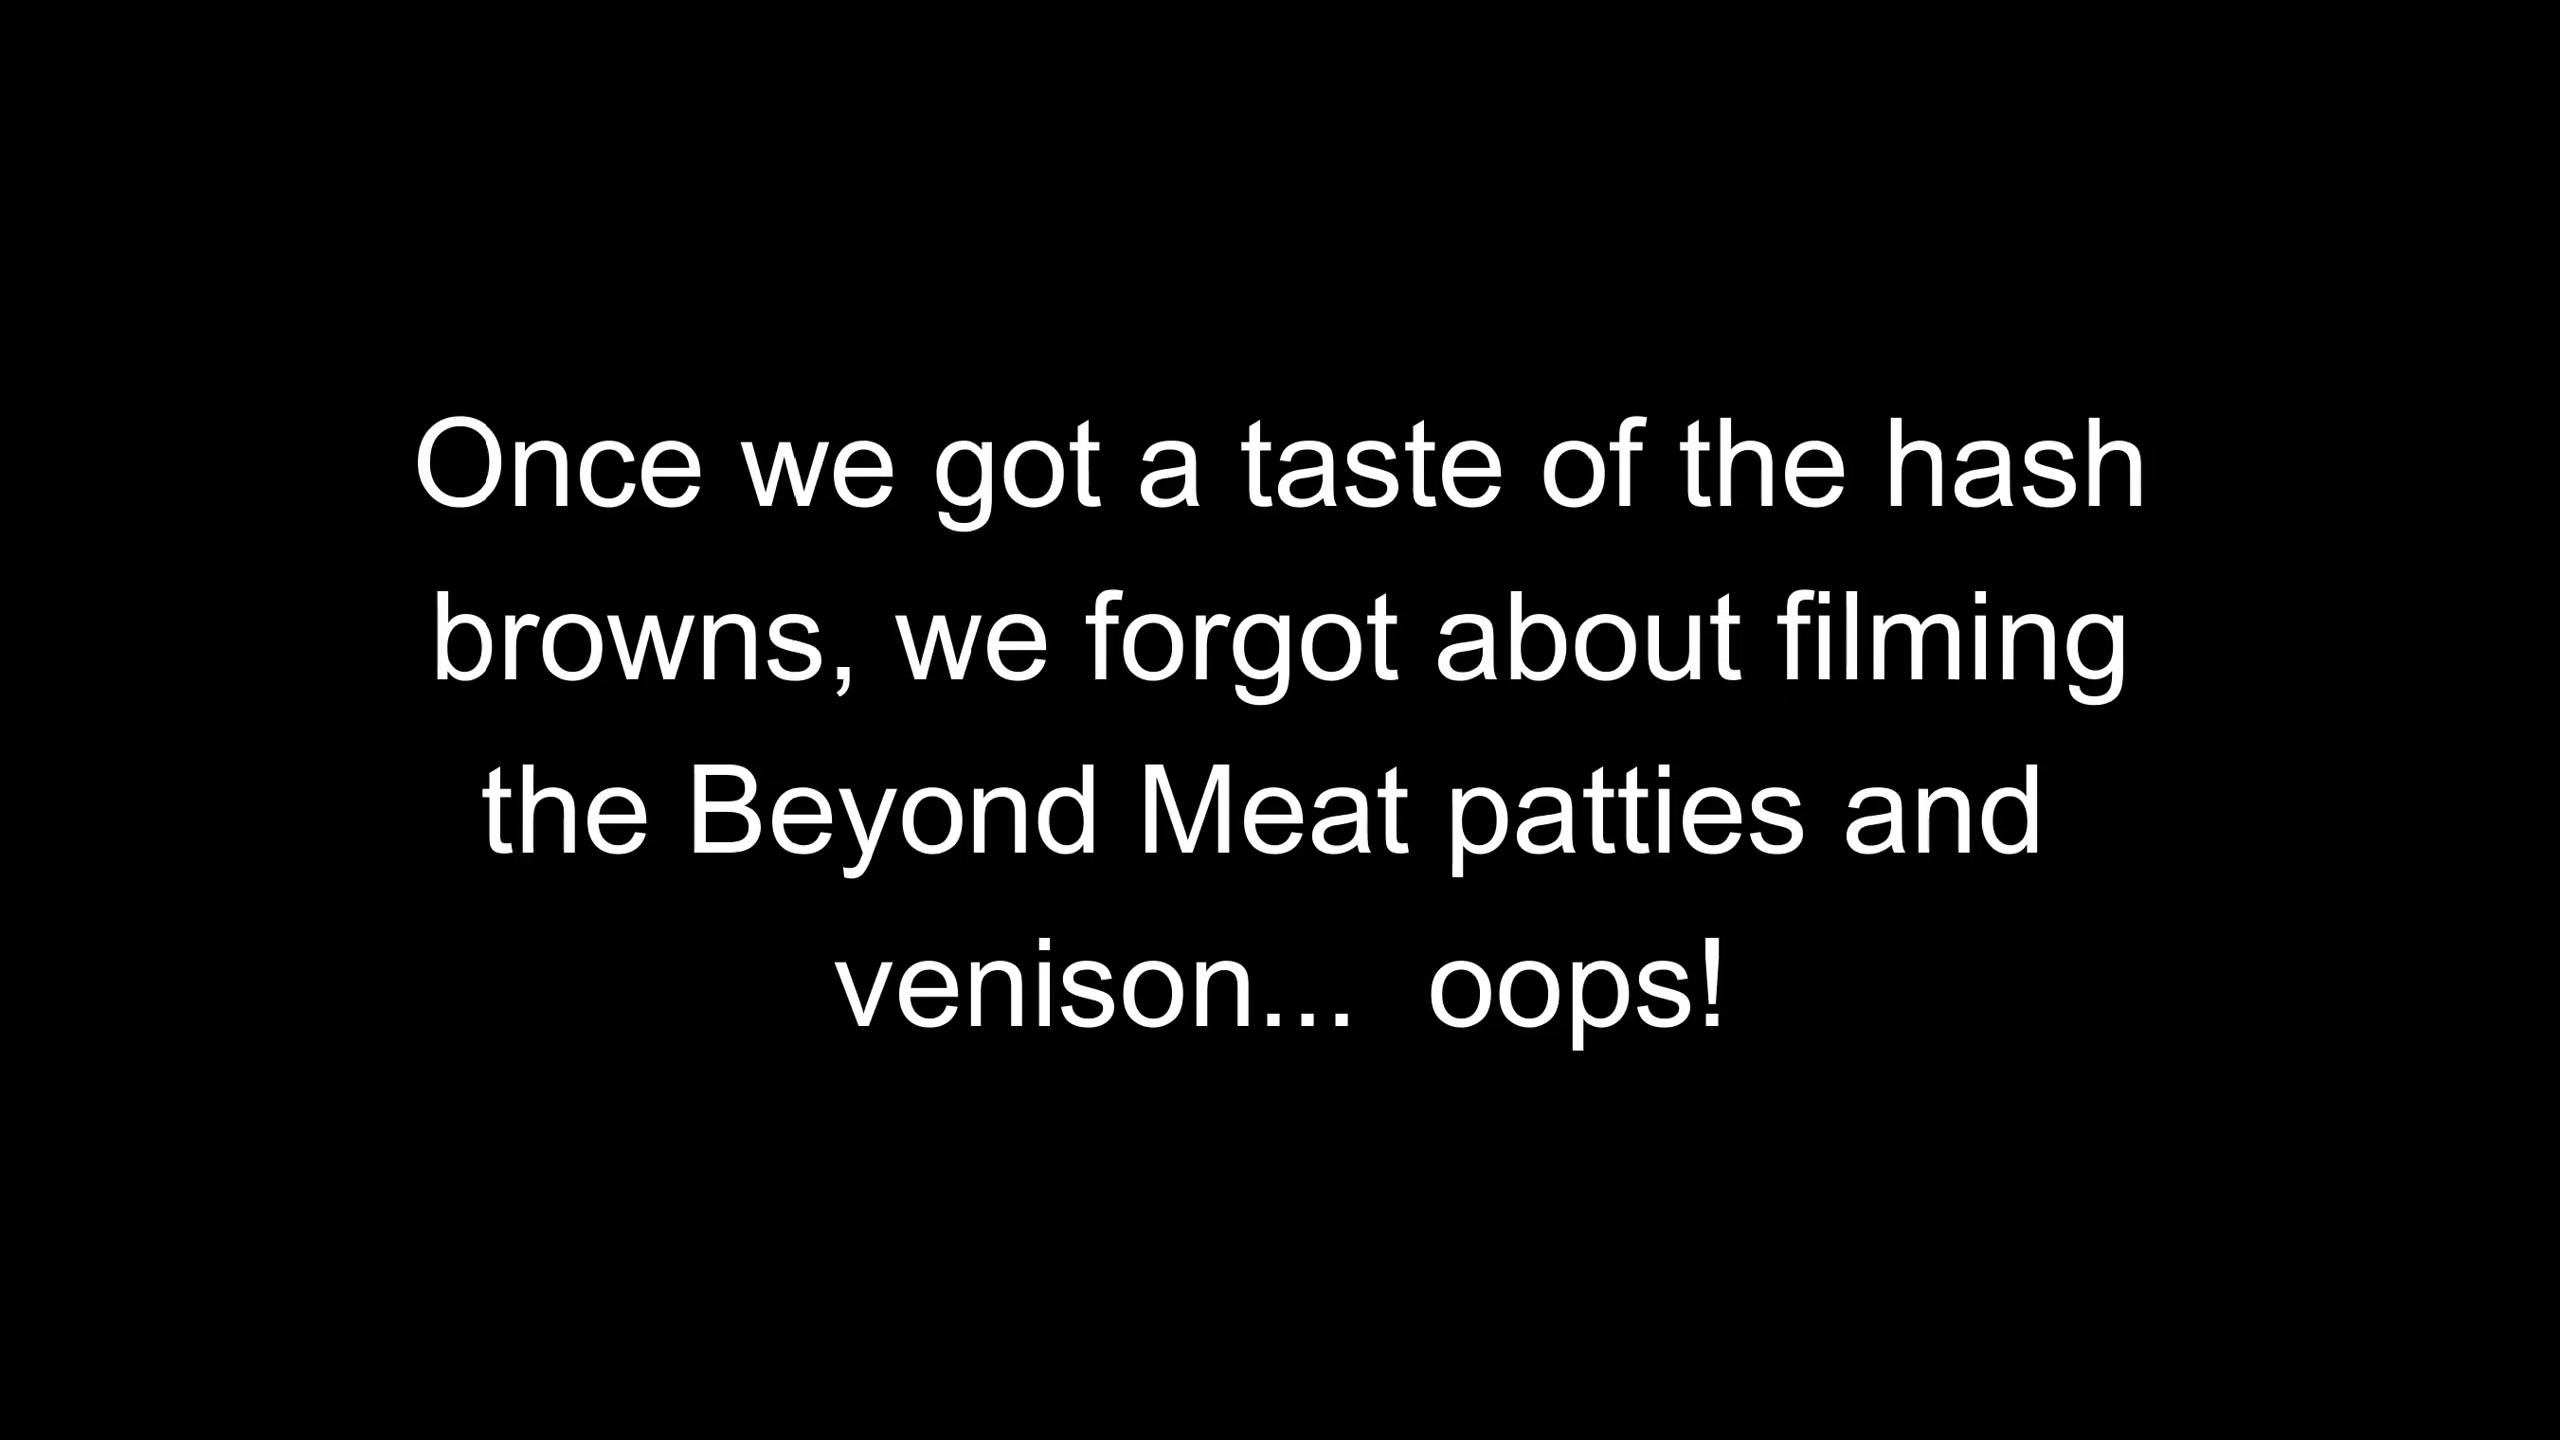 Once we got a taste of the hash
browns, we forgot about filming
the Beyond Meat patties and
venison...  oops!